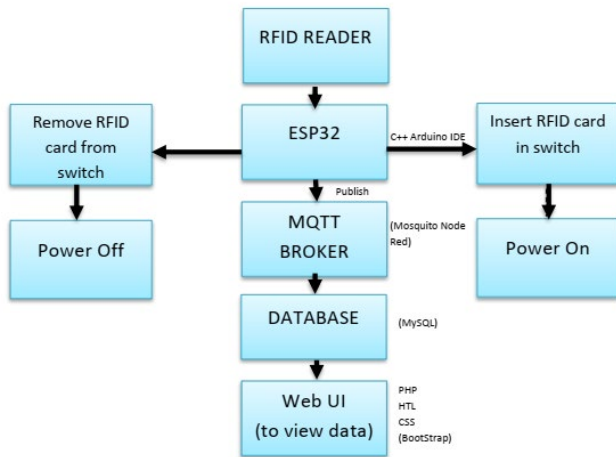 RFID READER
Remove RFID
card from
switch
ESP32
C++ Arduino IDE
Insert RFID card
in switch
Publish
Power Off
MQTT
BROKER
(Mosquito Node
Red)
Power On
DATABASE
(MySQL)
Web UI
(to view data)
PHP
HTL
CSS
(BootStrap)